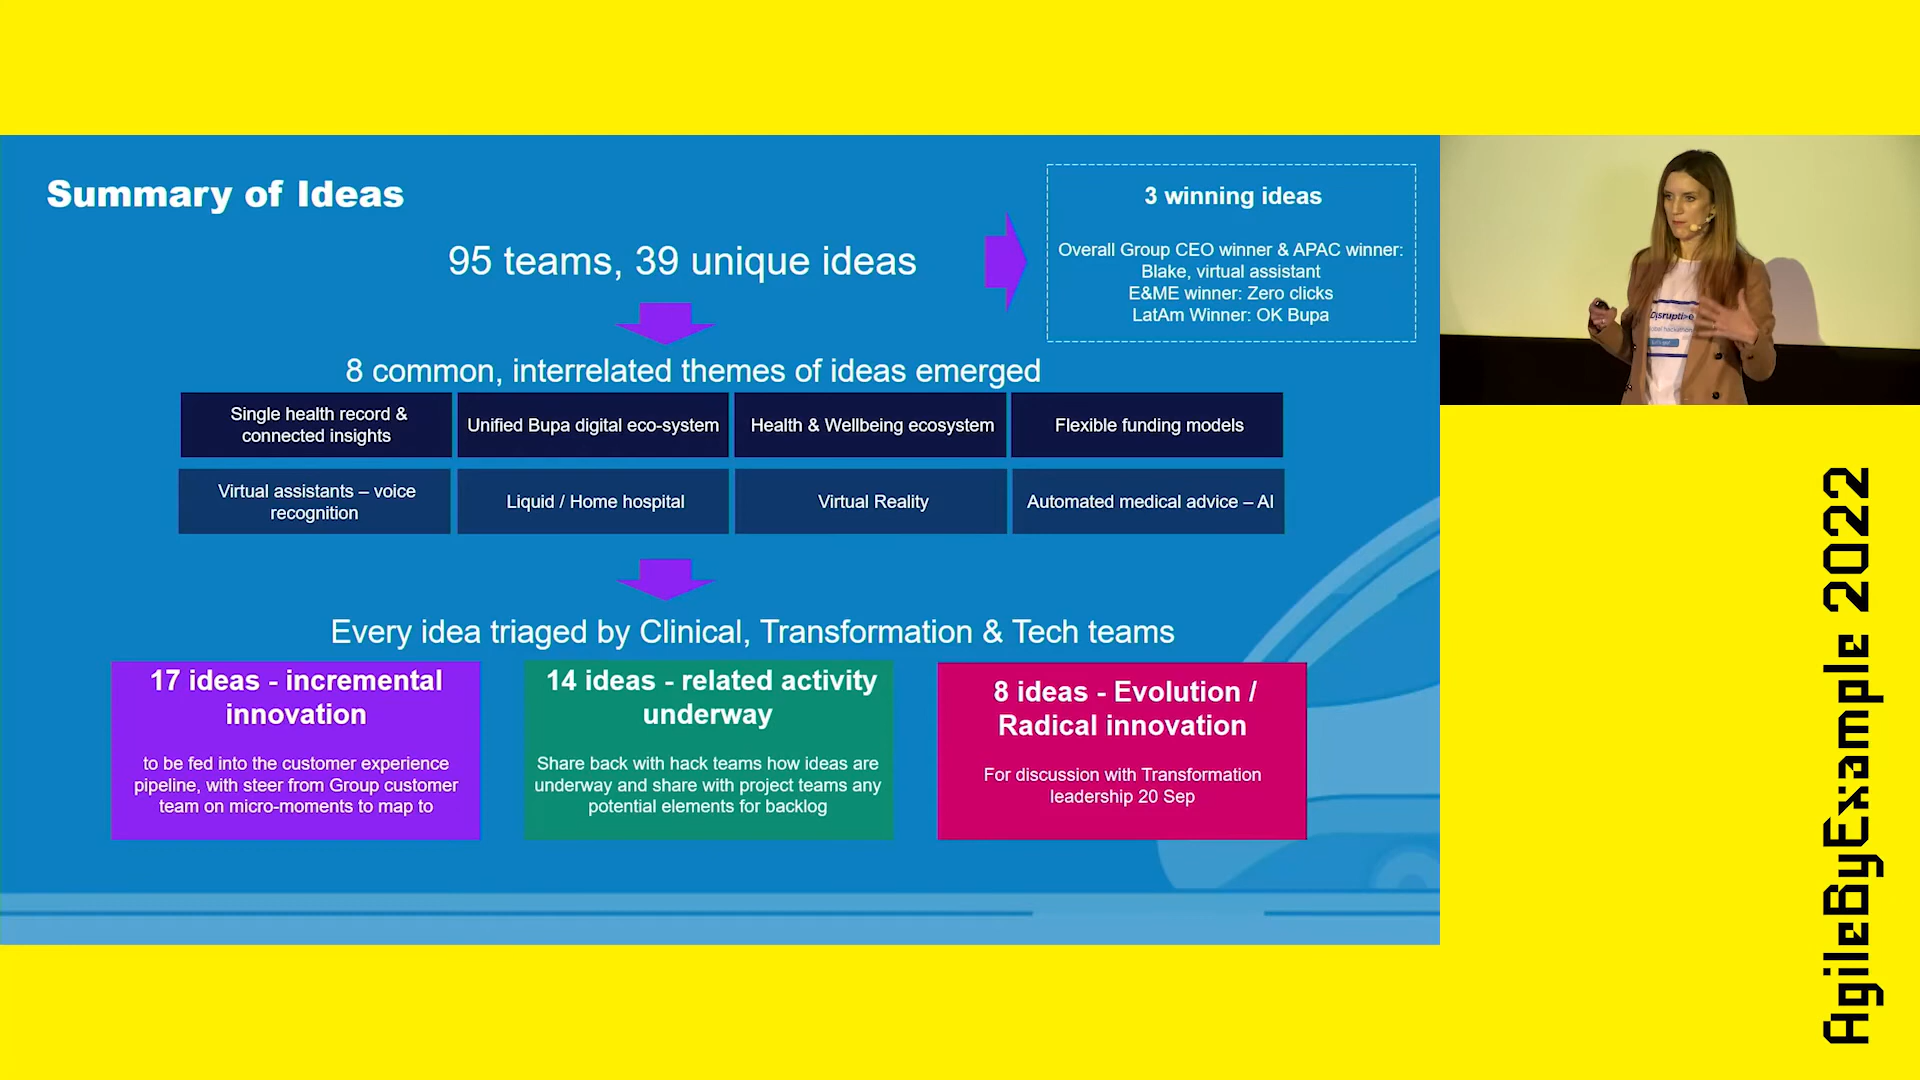 Summary of Ideas
95 teams, 39 unique ideas
3 winning ideas
Overall Group CEO winner & APAC winner:
Blake, virtual assistant
E&ME winner: Zero clicks
LatAm Winner: OK Bupa
8 common, interrelated themes of ideas emerged
Single health record &
connected insights
Unified Bupa digital eco-system
Health & Wellbeing ecosystem
Flexible funding models
Virtual assistants – voice
recognition
Liquid / Home hospital
Virtual Reality
Automated medical advice – AI
Every idea triaged by Clinical, Transformation & Tech teams
17 ideas - incremental
innovation
to be fed into the customer experience
pipeline, with steer from Group customer
team on micro-moments to map to
14 ideas - related activity
underway
Share back with hack teams how ideas are
underway and share with project teams any
potential elements for backlog
8 ideas - Evolution /
Radical innovation
For discussion with Transformation
leadership 20 Sep
AgileByExample 2022